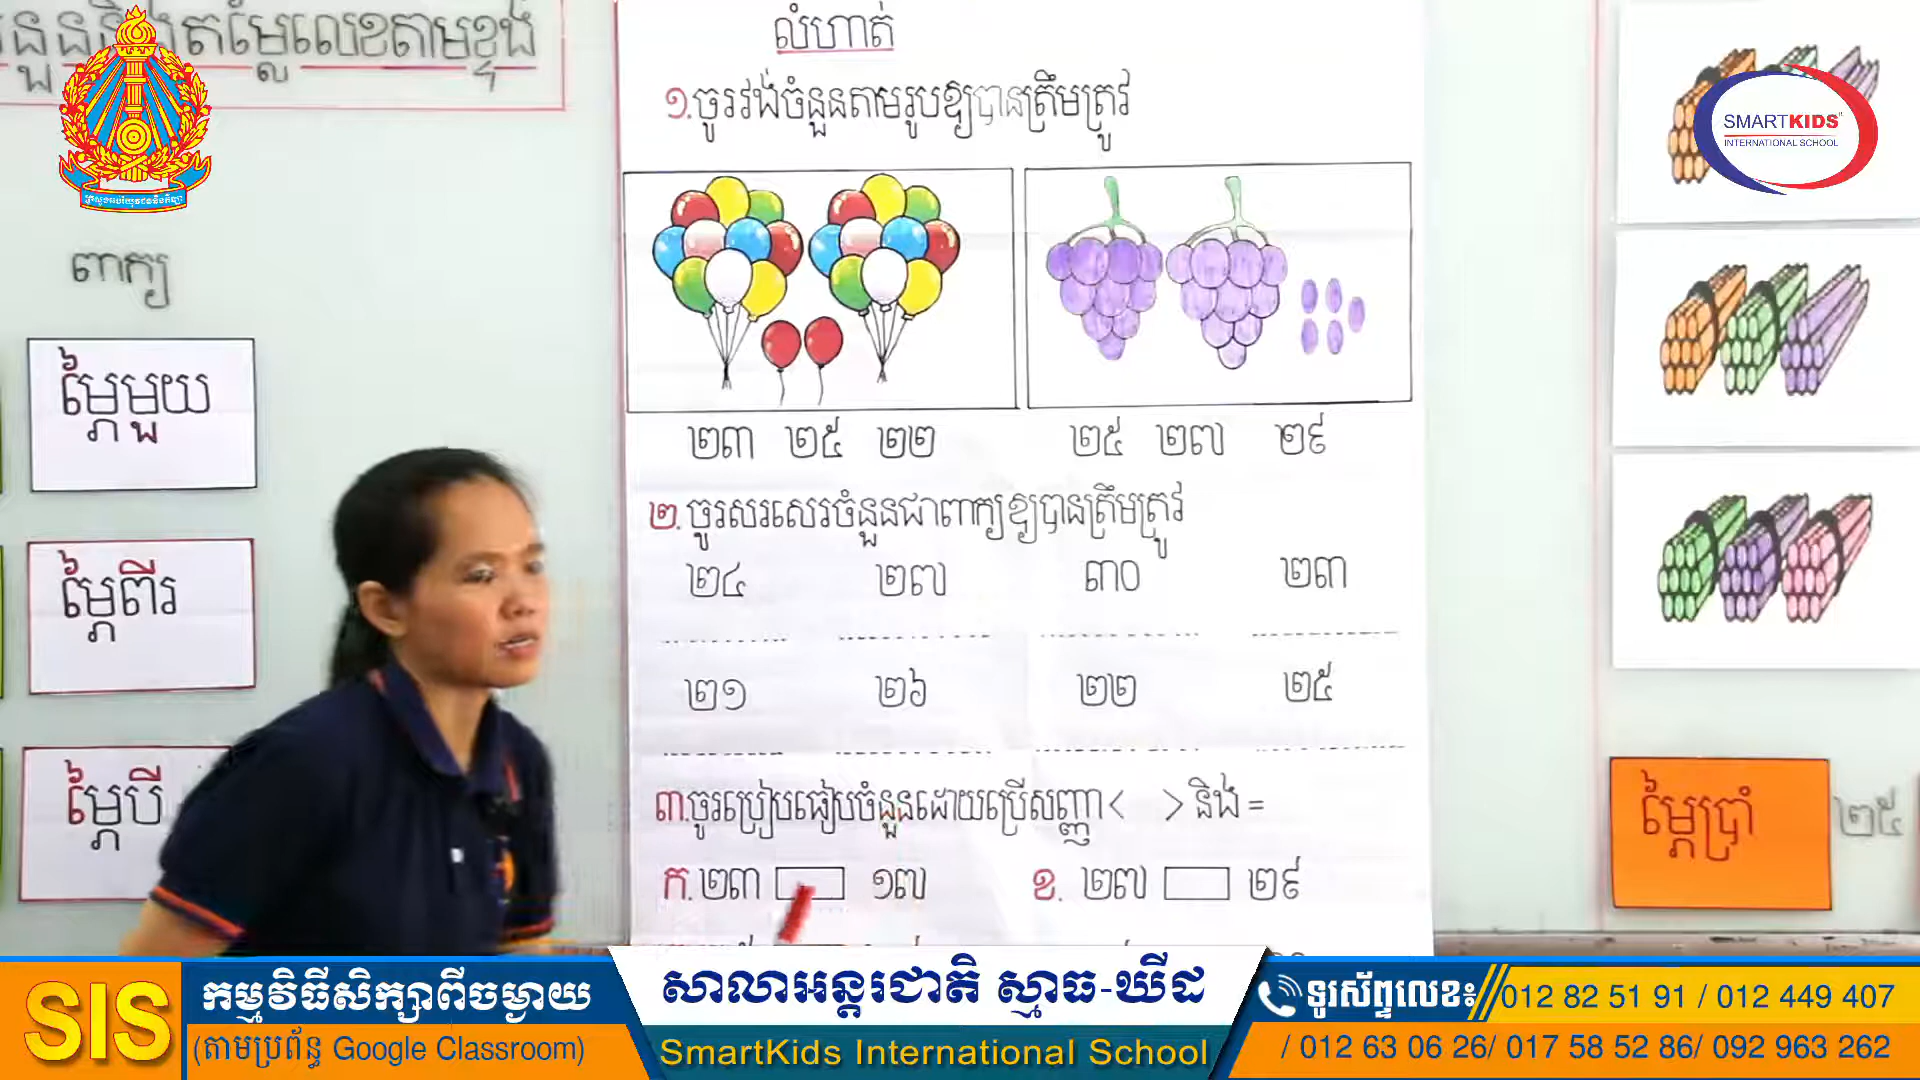 តម្លៃលេខតាមខ្ទង់
ពាក្យ
ម្ភៃមួយ
ម្ភៃពីរ
ម្ភៃបី
លំហាត់
១.ចូរវង់ចំនួនតាមរូបឱ្យបានត្រឹមត្រូវ
២៣ ២៥ ២២ ២៥ ២៧ ២៩
២.ចូរសរសេរចំនួនជាពាក្យឱ្យបានត្រឹមត្រូវ
២៤ ២៧ ៣០ ២៣
២១ ២៦ ២២ ២៥
៣.ចូរប្រៀបធៀបចំនួនដោយប្រើសញ្ញា < > និង =
ក.២៣ ១៧ ខ. ២៧ ២៩
ម្ភៃប្រាំ ២៥
SMARTKIDS
INTERNATIONAL SCHOOL
SIS
កម្មវិធីសិក្សាពីចម្ងាយ
(តាមប្រព័ន្ធ Google Classroom)
សាលាអន្តរជាតិ ស្មាធ-ឃីដ
SmartKids International School
ទូរស័ព្ទលេខ៖ 012 82 51 91 / 012 449 407
/ 012 63 06 26/ 017 58 52 86/ 092 963 262